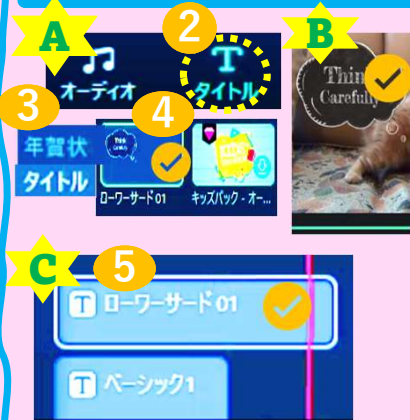 A
2
B
オーディオ
タイトル
Think
Carefully
3
4
年賀状
タイトル
Think
Carefully
ローワーサード01
キッズパック - オー...
C
5
T ローワーサード01
T ベーシック1